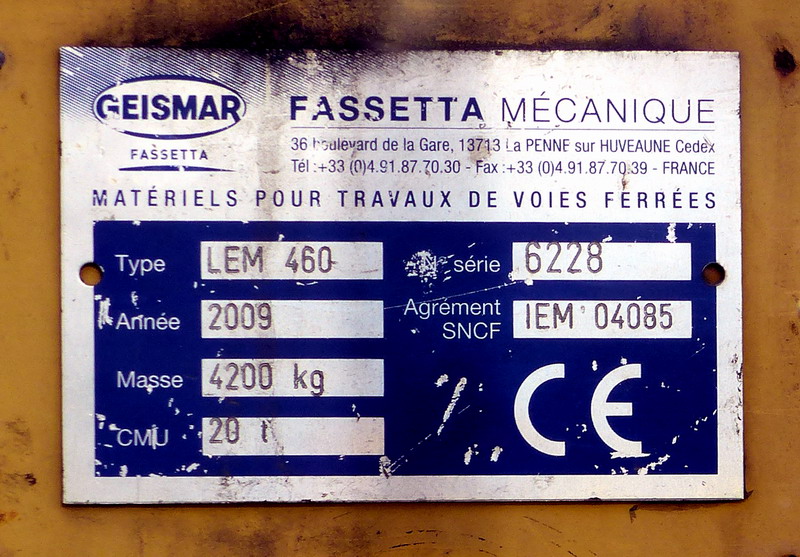 GEISMAR
FASSETTA
FASSETTA MÉCANIQUE
36 boulevard de la Gare, 13713 La PENNE sur HUVEAUNE Cedex
Tél :+33 (0)4.91.87.70.30 - Fax :+33 (0)4.91.87.70.39 - FRANCE
MATÉRIELS POUR TRAVAUX DE VOIES FERRÉES
Type LEM 460
N° série 6228
Année 2009
Agrément
SNCF IEM 04085
Masse 4200 kg
CMU 20 t
CE